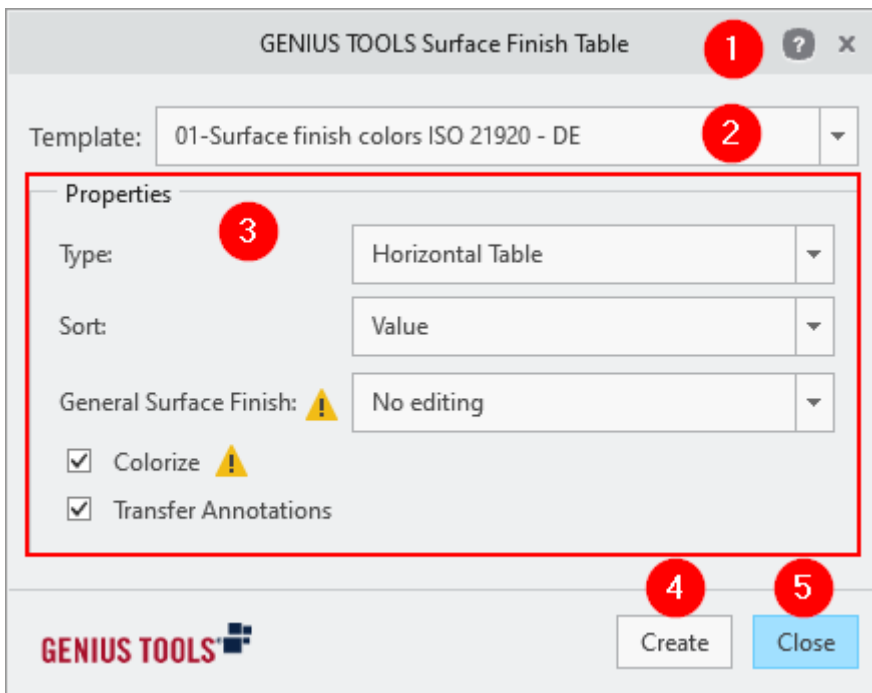 GENIUS TOOLS Surface Finish Table 1 ? ×
Template: 01-Surface finish colors ISO 21920 - DE 2
Properties
3
Type: Horizontal Table
Sort: Value
General Surface Finish: ! No editing
Colorize !
Transfer Annotations
4 5
GENIUS TOOLS Create Close